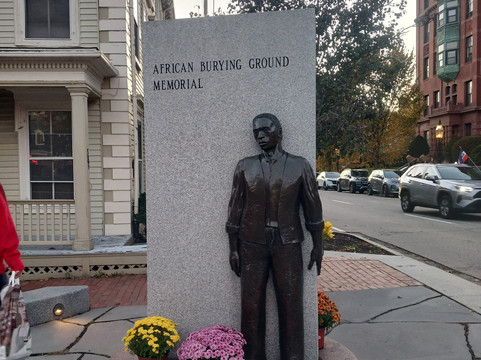 AFRICAN BURYING GROUND
MEMORIAL